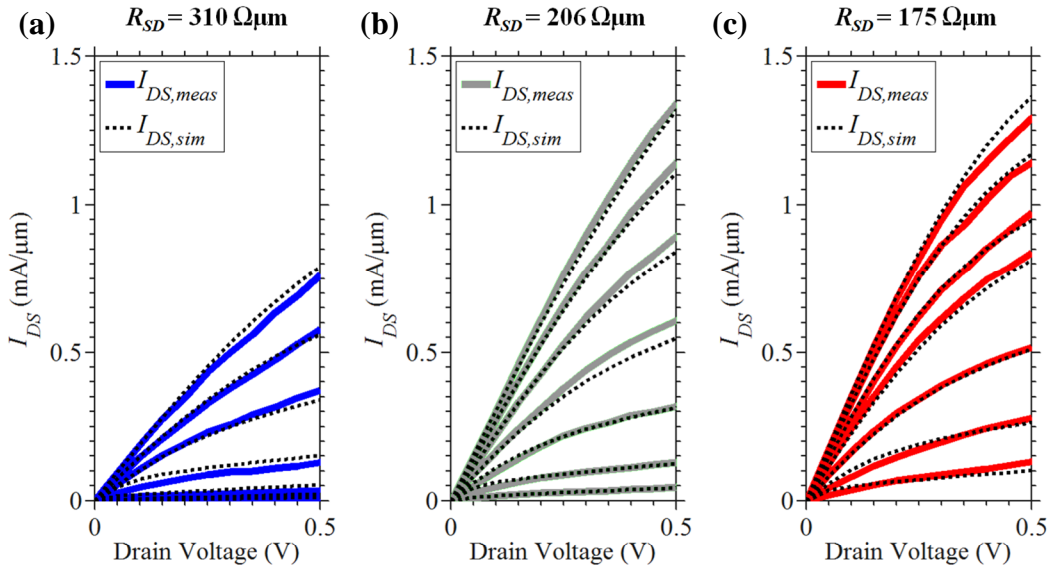 (a)
R_SD = 310 Ωμm
1.5
1
0.5
0
I_DS (mA/μm)
I_DS,meas
I_DS,sim
0
0.5
Drain Voltage (V)
(b)
R_SD = 206 Ωμm
1.5
1
0.5
0
I_DS (mA/μm)
I_DS,meas
I_DS,sim
0
0.5
Drain Voltage (V)
(c)
R_SD = 175 Ωμm
1.5
1
0.5
0
I_DS (mA/μm)
I_DS,meas
I_DS,sim
0
0.5
Drain Voltage (V)